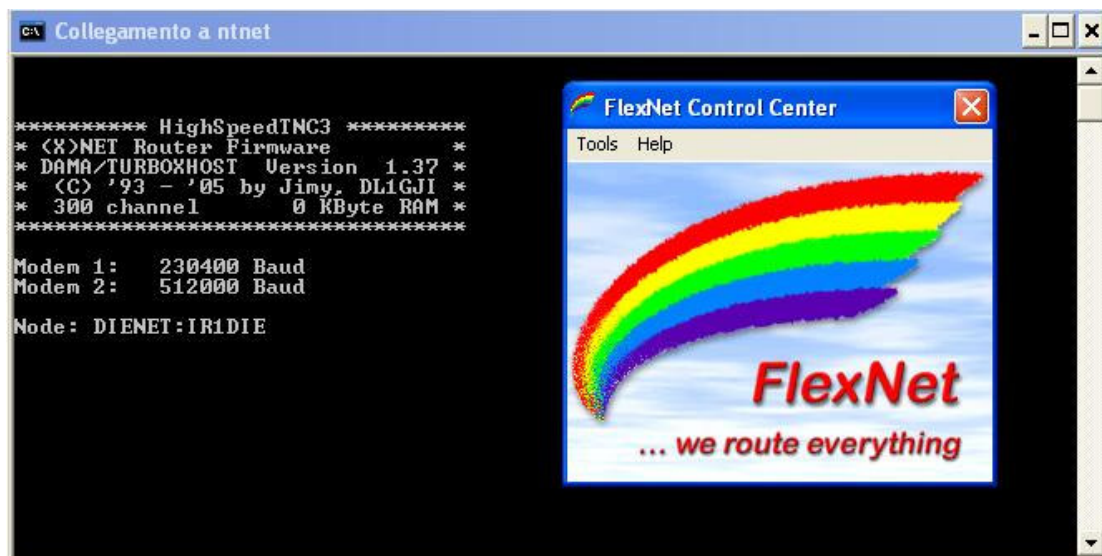 Collegamento a ntnet
********** HighSpeedTNC3 *********
* (X)NET Router Firmware         *
* DAMA/TURBOXHOST  Version  1.37 *
*  (C) '93 - '05 by Jimy, DL1GJI *
*  300 channel       0 KByte RAM *
**********************************
Modem 1:   230400 Baud
Modem 2:   512000 Baud
Node: DIENET:IR1DIE
FlexNet Control Center
Tools Help
FlexNet
... we route everything